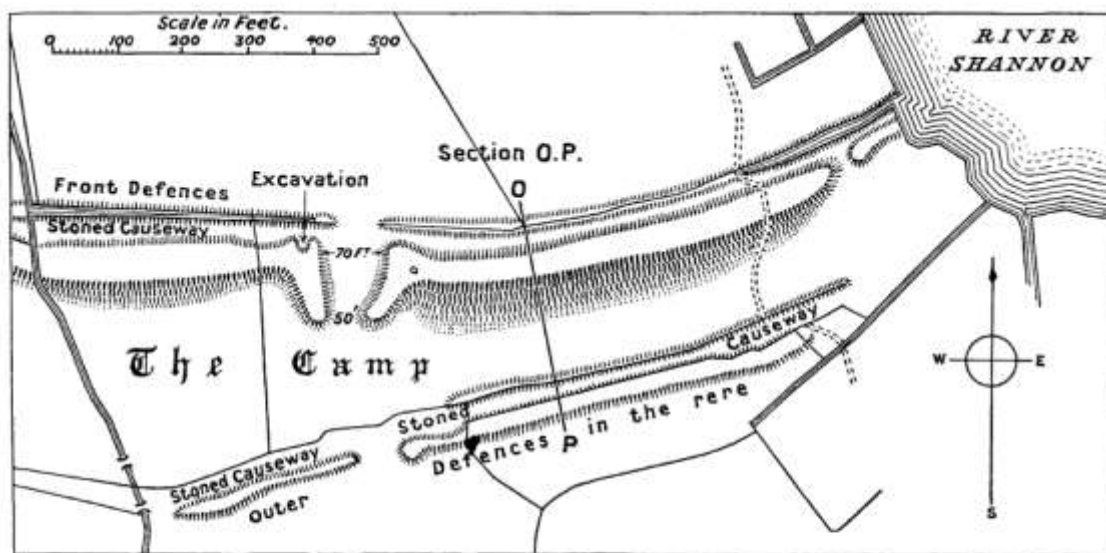 Scale in Feet.
0 100 200 300 400 500
RIVER
SHANNON
Section O.P.
Front Defences
Excavation
O
Stoned Causeway
70 FT
50'
The Camp
Causeway
Stoned
Defences in the rere
P
Stoned Causeway
Outer
W E
S